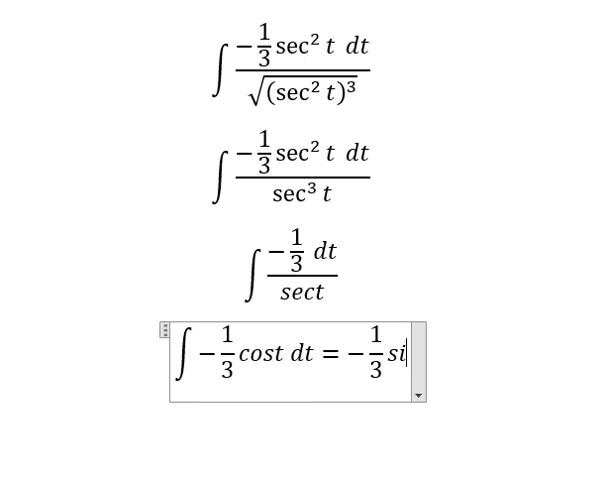 ∫ (-1/3 sec² t dt) / √((sec² t)³)
∫ (-1/3 sec² t dt) / (sec³ t)
∫ (-1/3 dt) / (sect)
∫ -1/3 cost dt = -1/3 si